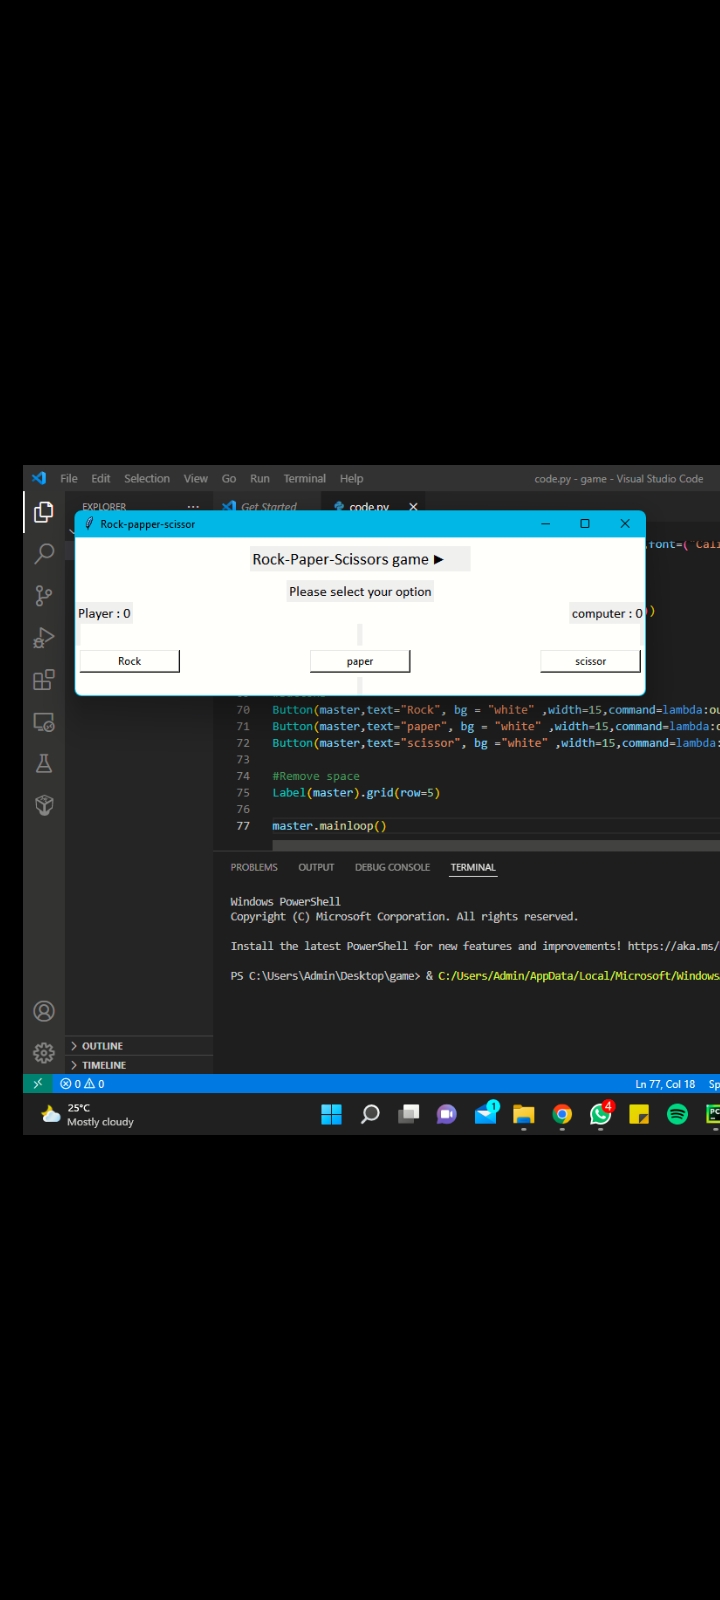 File Edit Selection View Go Run Terminal Help code.py - game - Visual Studio Code
EXPLORER ... Get Started code.py
Rock-papper-scissor
Rock-Paper-Scissors game ►
Please select your option
Player : 0 computer : 0
Rock paper scissor
70 Button(master,text="Rock", bg = "white" ,width=15,command=lambda:ou
71 Button(master,text="paper", bg = "white" ,width=15,command=lambda:
72 Button(master,text="scissor", bg ="white" ,width=15,command=lambda:
73
74 #Remove space
75 Label(master).grid(row=5)
76
77 master.mainloop()
PROBLEMS OUTPUT DEBUG CONSOLE TERMINAL
Windows PowerShell
Copyright (C) Microsoft Corporation. All rights reserved.
Install the latest PowerShell for new features and improvements! https://aka.ms/
PS C:\Users\Admin\Desktop\game> & C:/Users/Admin/AppData/Local/Microsoft/Windows
OUTLINE
TIMELINE
0 0 Ln 77, Col 18 Sp
25°C
Mostly cloudy
1
4
PC